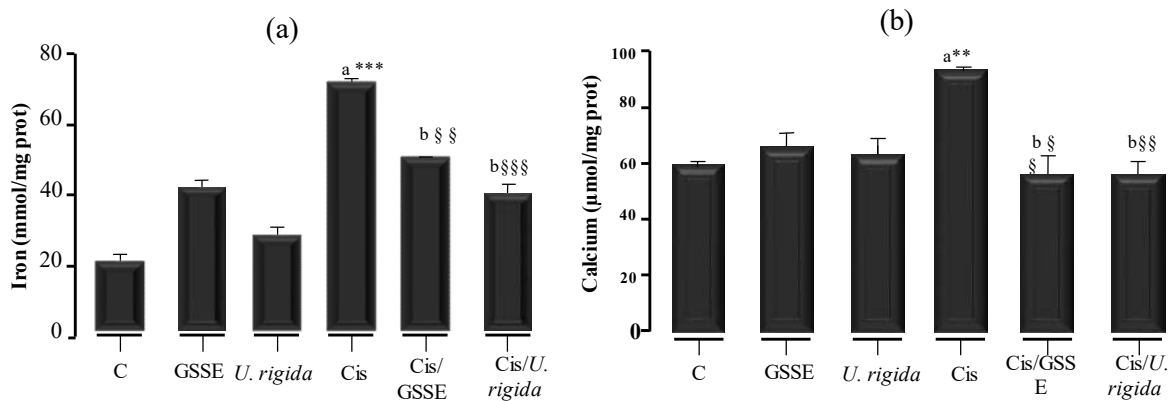 (a)
80
60
40
20
0
Iron (nmol/mg prot)
a ***
b § §
b§§§
C
GSSE
U. rigida
Cis
Cis/
GSSE
Cis/U.
rigida
(b)
100
80
60
40
20
0
Calcium (µmol/mg prot)
a**
b §
§
b§§
C
GSSE
U. rigida
Cis
Cis/GSS
E
Cis/U.
rigida